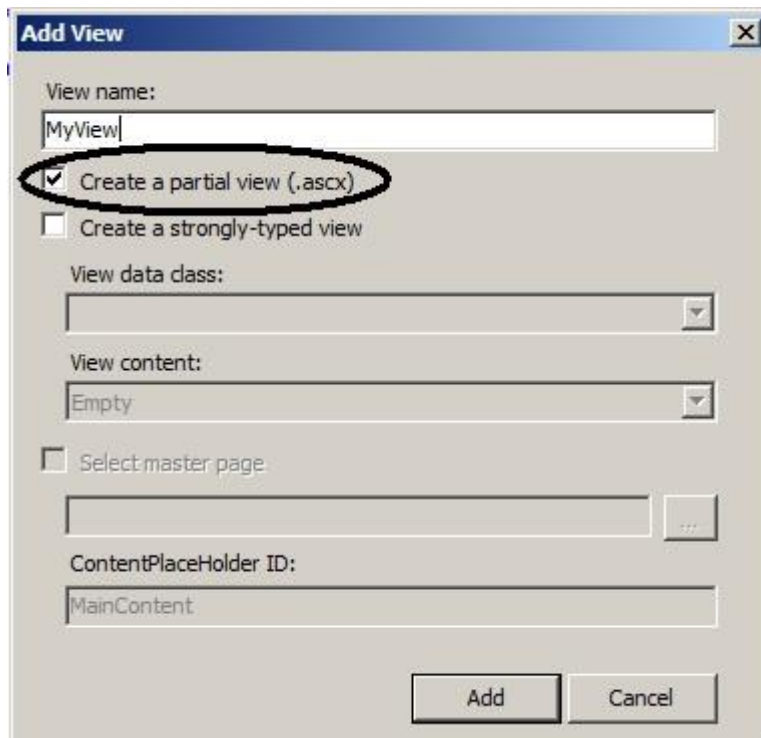 Add View
View name:
MyView
Create a partial view (.ascx)
Create a strongly-typed view
View data class:
View content:
Empty
Select master page
...
ContentPlaceHolder ID:
MainContent
Add Cancel